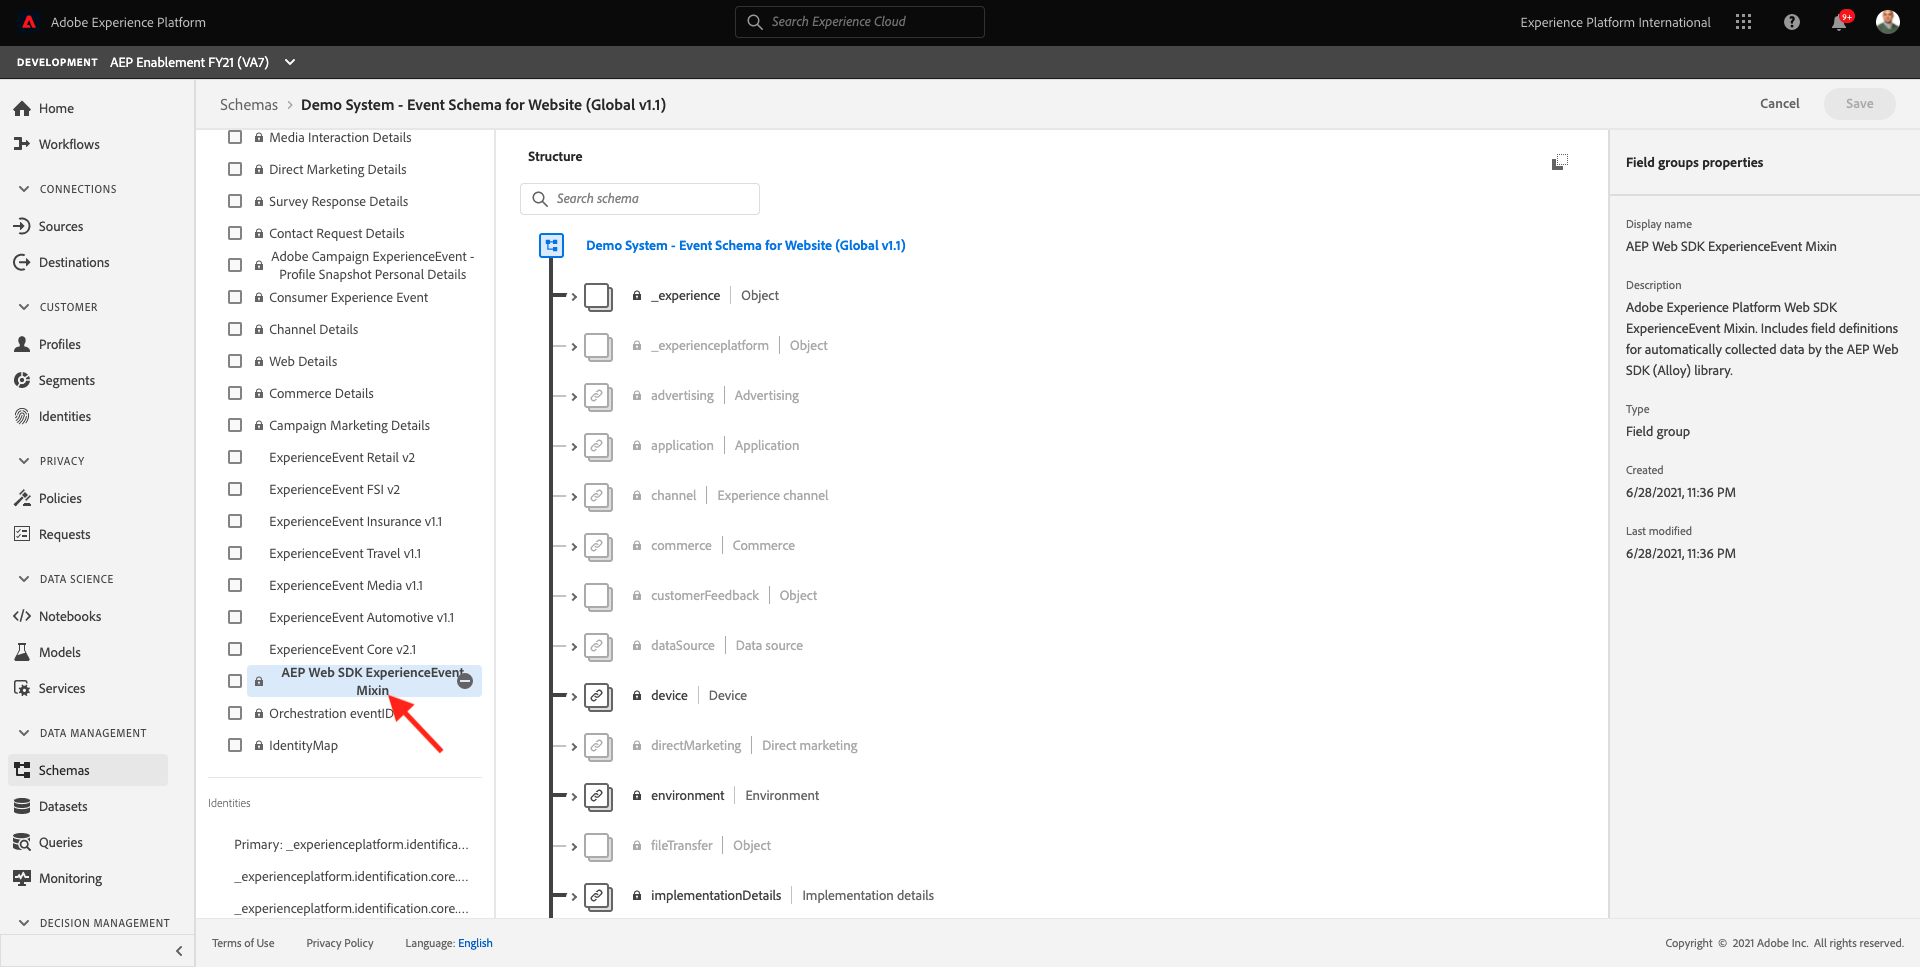 Adobe Experience Platform
Search Experience Cloud
Experience Platform International
9+
DEVELOPMENT AEP Enablement FY21 (VA7)
Home
Workflows
CONNECTIONS
Sources
Destinations
CUSTOMER
Profiles
Segments
Identities
PRIVACY
Policies
Requests
DATA SCIENCE
Notebooks
Models
Services
DATA MANAGEMENT
Schemas
Datasets
Queries
Monitoring
DECISION MANAGEMENT
Schemas > Demo System - Event Schema for Website (Global v1.1)
Cancel
Save
Media Interaction Details
Direct Marketing Details
Survey Response Details
Contact Request Details
Adobe Campaign ExperienceEvent -
Profile Snapshot Personal Details
Consumer Experience Event
Channel Details
Web Details
Commerce Details
Campaign Marketing Details
ExperienceEvent Retail v2
ExperienceEvent FSI v2
ExperienceEvent Insurance v1.1
ExperienceEvent Travel v1.1
ExperienceEvent Media v1.1
ExperienceEvent Automotive v1.1
ExperienceEvent Core v2.1
AEP Web SDK ExperienceEvent
Mixin
Orchestration eventID
IdentityMap
Identities
Primary: _experienceplatform.identifica...
_experienceplatform.identification.core....
_experienceplatform.identification.core....
Structure
Search schema
Demo System - Event Schema for Website (Global v1.1)
_experience | Object
_experienceplatform | Object
advertising | Advertising
application | Application
channel | Experience channel
commerce | Commerce
customerFeedback | Object
dataSource | Data source
device | Device
directMarketing | Direct marketing
environment | Environment
fileTransfer | Object
implementationDetails | Implementation details
Field groups properties
Display name
AEP Web SDK ExperienceEvent Mixin
Description
Adobe Experience Platform Web SDK
ExperienceEvent Mixin. Includes field definitions
for automatically collected data by the AEP Web
SDK (Alloy) library.
Type
Field group
Created
6/28/2021, 11:36 PM
Last modified
6/28/2021, 11:36 PM
Terms of Use
Privacy Policy
Language: English
Copyright © 2021 Adobe Inc. All rights reserved.